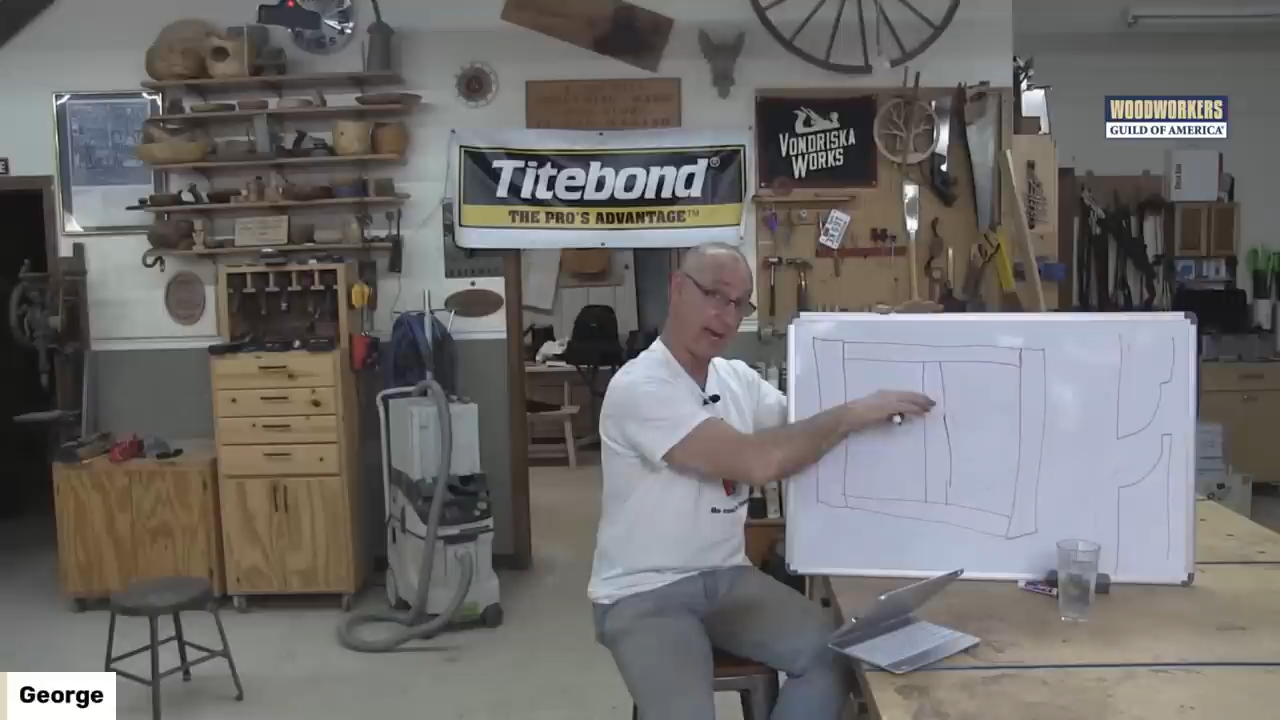 WOODWORKERS
GUILD OF AMERICA
VONDRISKA
WORKS
Titebond®
THE PRO'S ADVANTAGE™
George